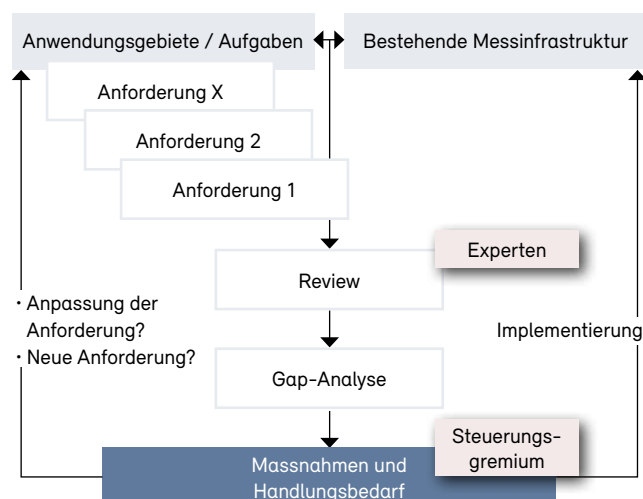 Anwendungsgebiete / Aufgaben
Bestehende Messinfrastruktur
Anforderung X
Anforderung 2
Anforderung 1
Experten
Review
· Anpassung der
Anforderung?
· Neue Anforderung?
Implementierung
Gap-Analyse
Steuerungs-
gremium
Massnahmen und
Handlungsbedarf